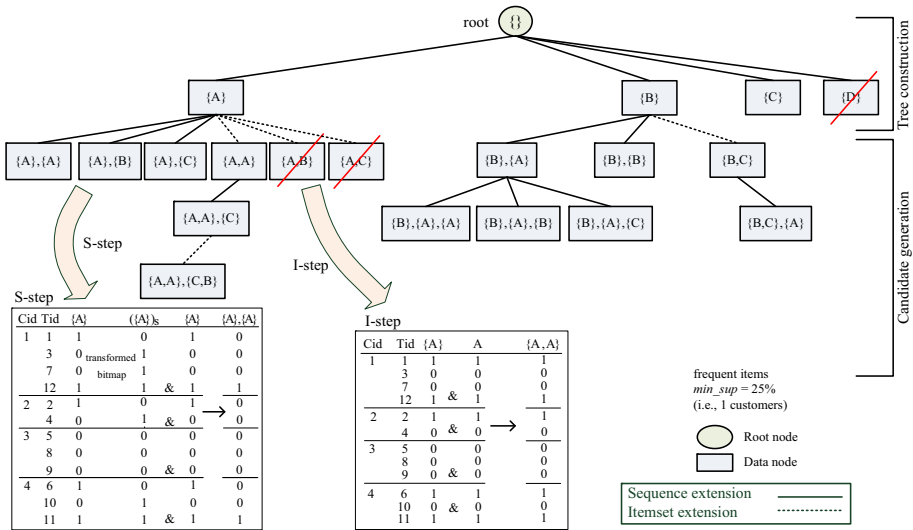 root {}
Tree construction
{A} {B} {C} {D}
{A},{A} {A},{B} {A},{C} {A,A} {A,B} {A,C} {B},{A} {B},{B} {B,C}
{A,A},{C} {B},{A},{A} {B},{A},{B} {B},{A},{C} {B,C},{A}
Candidate generation
S-step
I-step
{A,A},{C,B}
S-step
Cid Tid {A} ({A})s {A} {A},{A}
1 1 1 0 1 0
3 0 transformed 1 0 0
7 0 bitmap 1 0 0
12 1 1 & 1 1
2 2 1 0 1 0
4 0 1 & 0 0
3 5 0 0 0 0
8 0 0 0 0
9 0 0 & 0 0
4 6 1 0 1 0
10 0 1 0 0
11 1 1 & 1 1
I-step
Cid Tid {A} A {A,A}
1 1 1 1 1
3 0 0 0
7 0 0 0
12 1 & 1 1
2 2 1 1 1
4 0 & 0 0
3 5 0 0 0
8 0 0 0
9 0 & 0 0
4 6 1 1 1
10 0 & 0 0
11 1 1 1
frequent items
min_sup = 25%
(i.e., 1 customers)
Root node
Data node
Sequence extension
Itemset extension